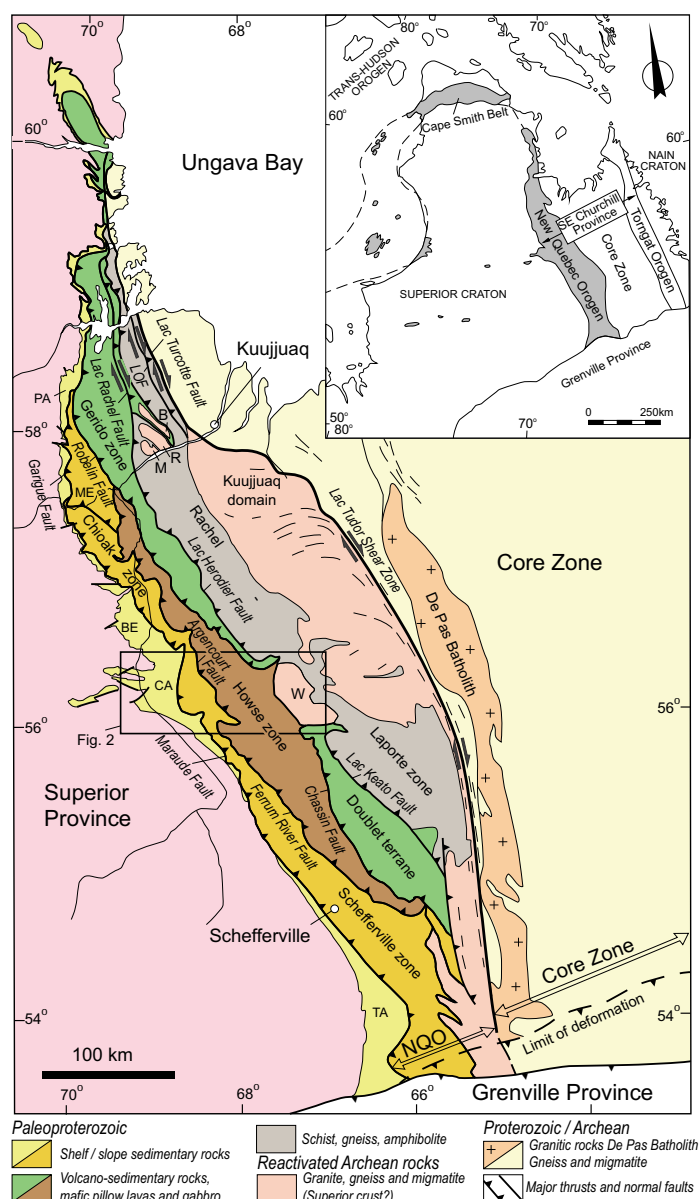 70° 68°
80° 70°
TRANS-HUDSON
OROGEN
60°
60°
Cape Smith Belt
60°
NAIN
CRATON
Ungava Bay
SE Churchill
Province
New Quebec Orogen
Core Zone
Torngat Orogen
SUPERIOR CRATON
Grenville Province
50°
80°
70°
0 250km
Lac Turcotte Fault
Kuujjuaq
LOF
Lac Rachel Fault
PA
Gerido zone
B
58°
R
M
Robelin Fault
Garigue Fault
ME
Kuujjuaq
domain
Chioak zone
Rachel
Lac Herodier Fault
Lac Tudor Shear Zone
Core Zone
De Pas Batholith
BE
Argencourt
Fault
CA
W
Howse zone
56°
56°
Fig. 2
Maraude Fault
Laporte zone
Lac Keato Fault
Superior
Province
Ferrum River Fault
Chassin Fault
Doublet terrane
Schefferville
Schefferville zone
Core Zone
TA
54°
54°
NQO
Limit of deformation
100 km
Grenville Province
70° 68° 66°
Paleoproterozoic
Shelf / slope sedimentary rocks
Volcano-sedimentary rocks,
mafic pillow lavas and gabbro
Schist, gneiss, amphibolite
Reactivated Archean rocks
Granite, gneiss and migmatite
(Superior crust?)
Proterozoic / Archean
Granitic rocks De Pas Batholith
Gneiss and migmatite
Major thrusts and normal faults